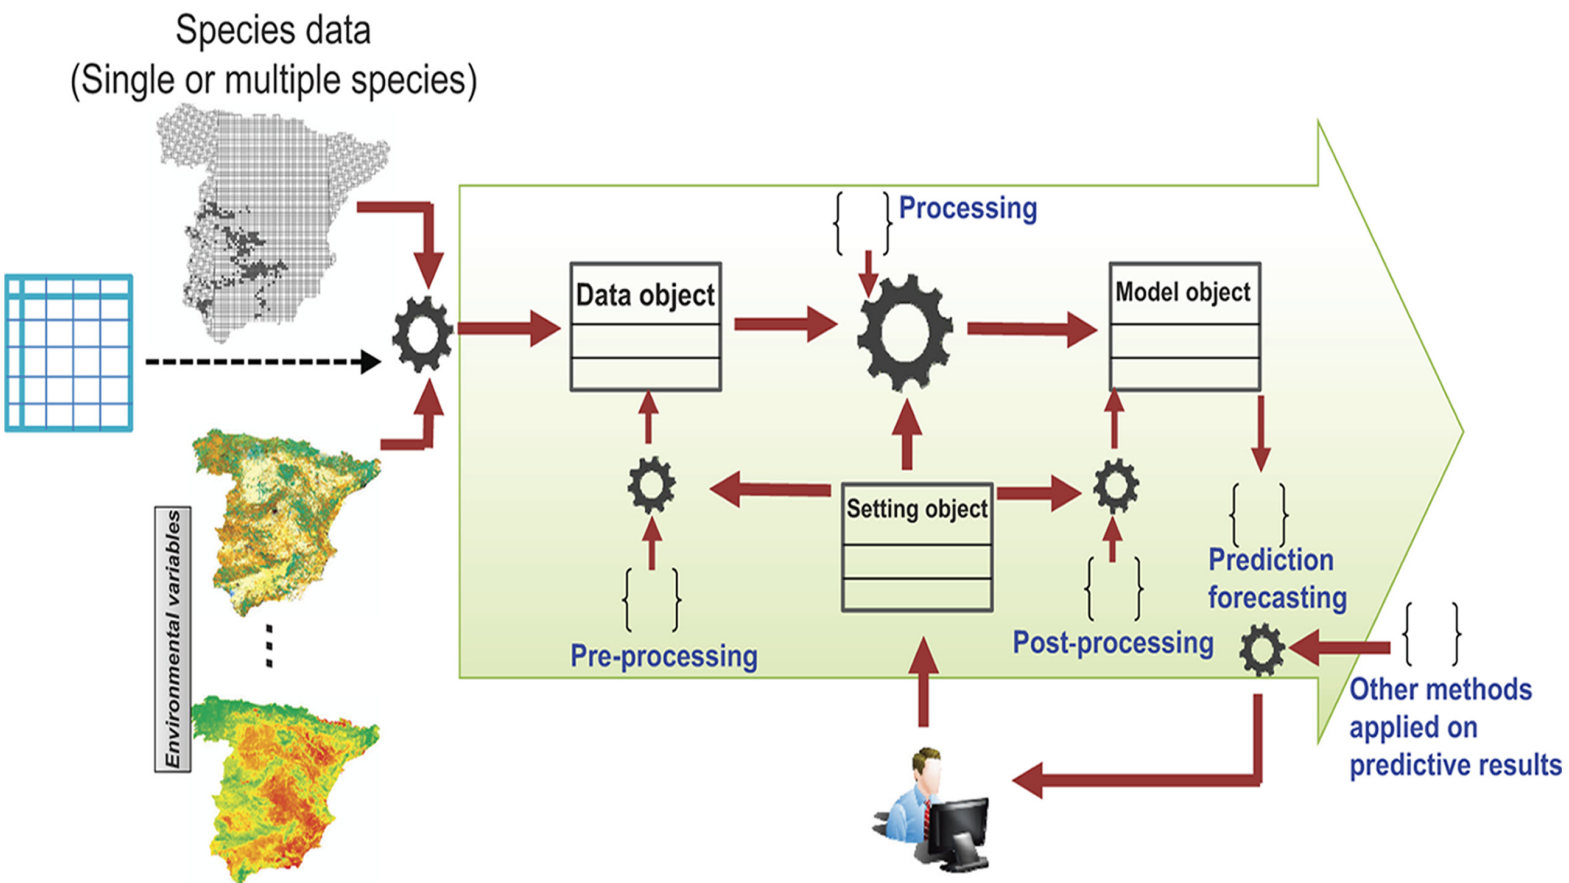 Species data
(Single or multiple species)
Processing
Data object
Model object
Setting object
Environmental variables
Prediction
forecasting
Pre-processing
Post-processing
Other methods
applied on
predictive results